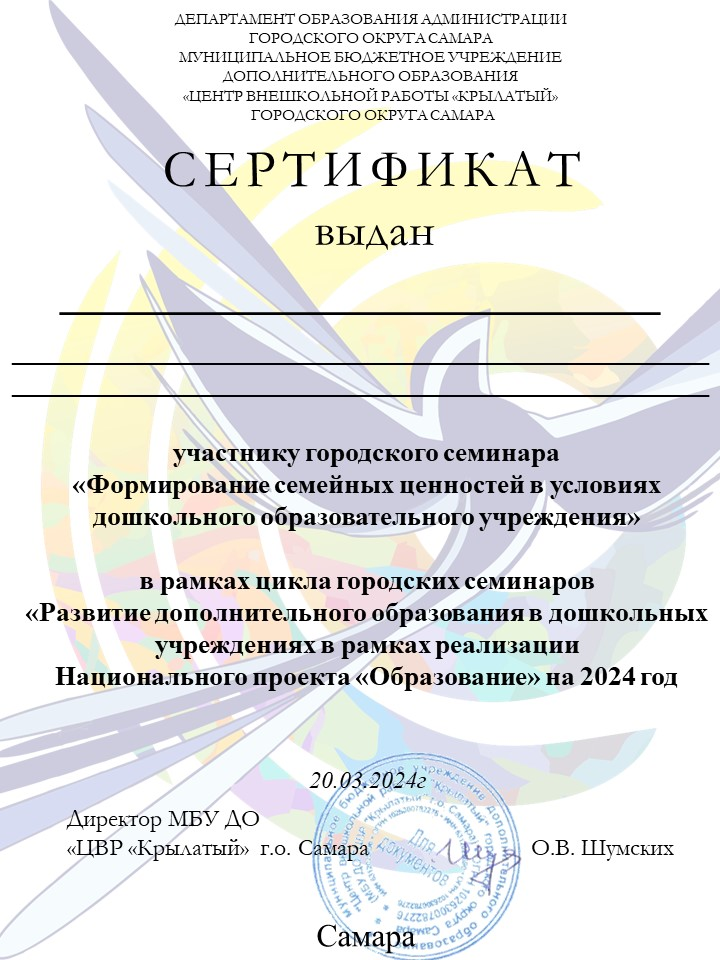 ДЕПАРТАМЕНТ ОБРАЗОВАНИЯ АДМИНИСТРАЦИИ
ГОРОДСКОГО ОКРУГА САМАРА
МУНИЦИПАЛЬНОЕ БЮДЖЕТНОЕ УЧРЕЖДЕНИЕ
ДОПОЛНИТЕЛЬНОГО ОБРАЗОВАНИЯ
«ЦЕНТР ВНЕШКОЛЬНОЙ РАБОТЫ «КРЫЛАТЫЙ»
ГОРОДСКОГО ОКРУГА САМАРА
СЕРТИФИКАТ
выдан
участнику городского семинара
«Формирование семейных ценностей в условиях
дошкольного образовательного учреждения»
в рамках цикла городских семинаров
«Развитие дополнительного образования в дошкольных
учреждениях в рамках реализации
Национального проекта «Образование» на 2024 год
20.03.2024г
Директор МБУ ДО
«ЦВР «Крылатый» г.о. Самара О.В. Шумских
Для
документов
Самара